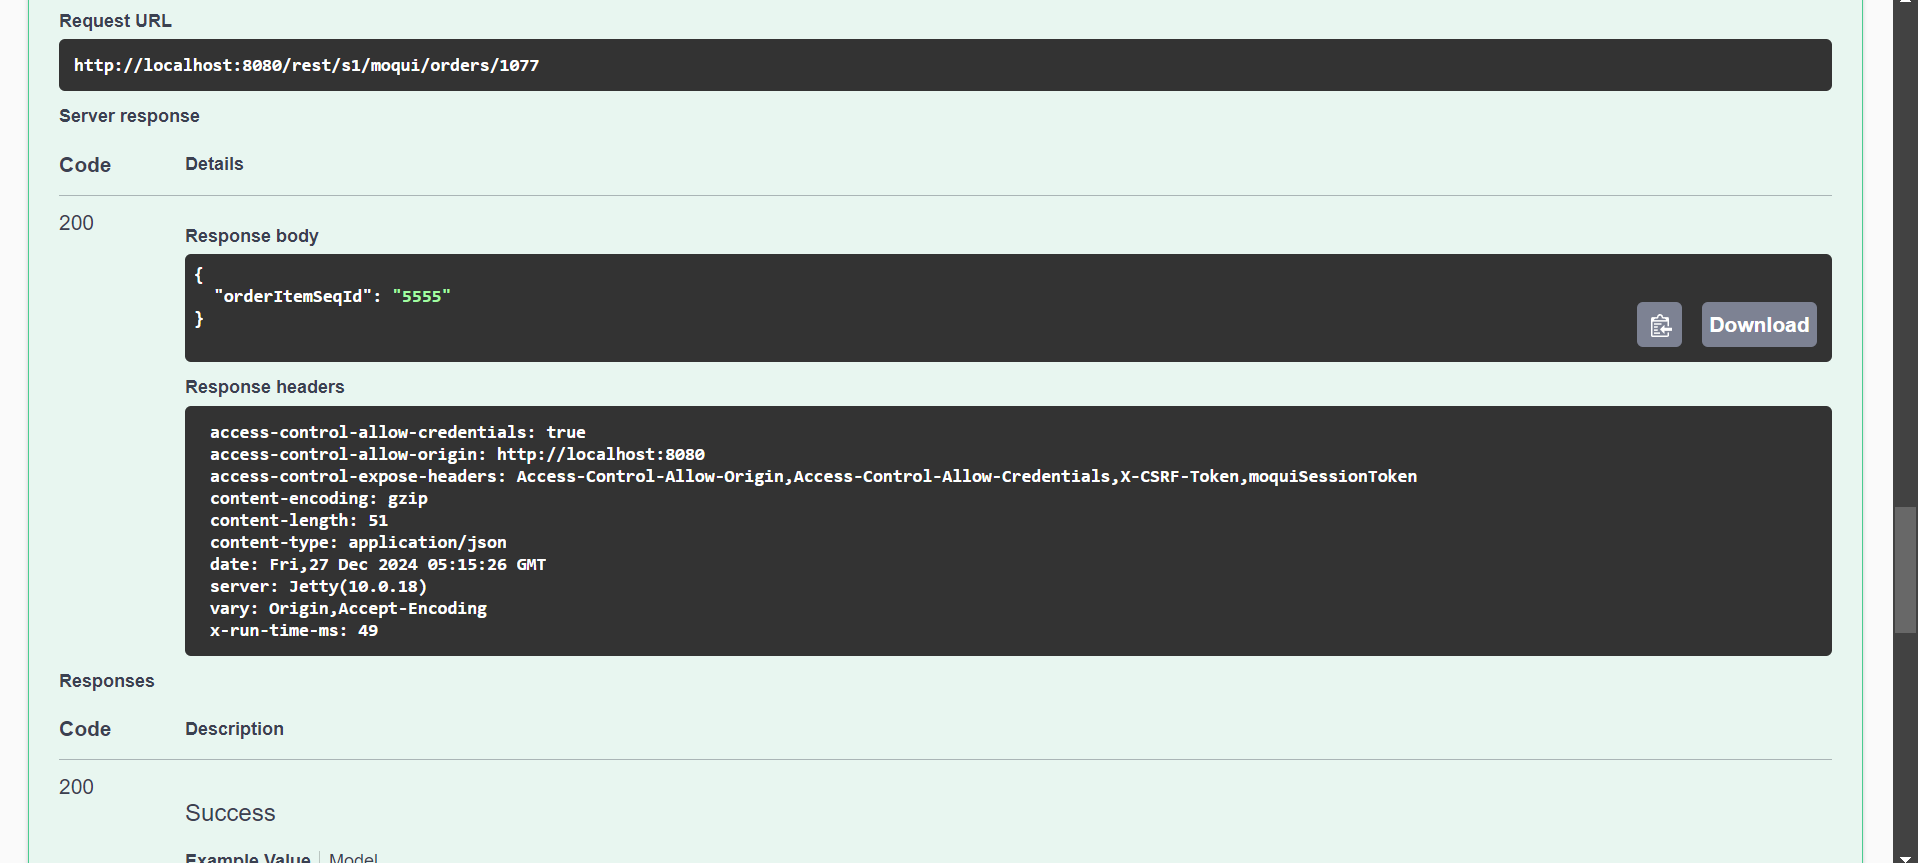 Request URL
http://localhost:8080/rest/s1/moqui/orders/1077
Server response
Code Details
200
Response body
{
"orderItemSeqId": "5555"
}
Download
Response headers
access-control-allow-credentials: true
access-control-allow-origin: http://localhost:8080
access-control-expose-headers: Access-Control-Allow-Origin,Access-Control-Allow-Credentials,X-CSRF-Token,moquiSessionToken
content-encoding: gzip
content-length: 51
content-type: application/json
date: Fri,27 Dec 2024 05:15:26 GMT
server: Jetty(10.0.18)
vary: Origin,Accept-Encoding
x-run-time-ms: 49
Responses
Code Description
200
Success
Example Value Model